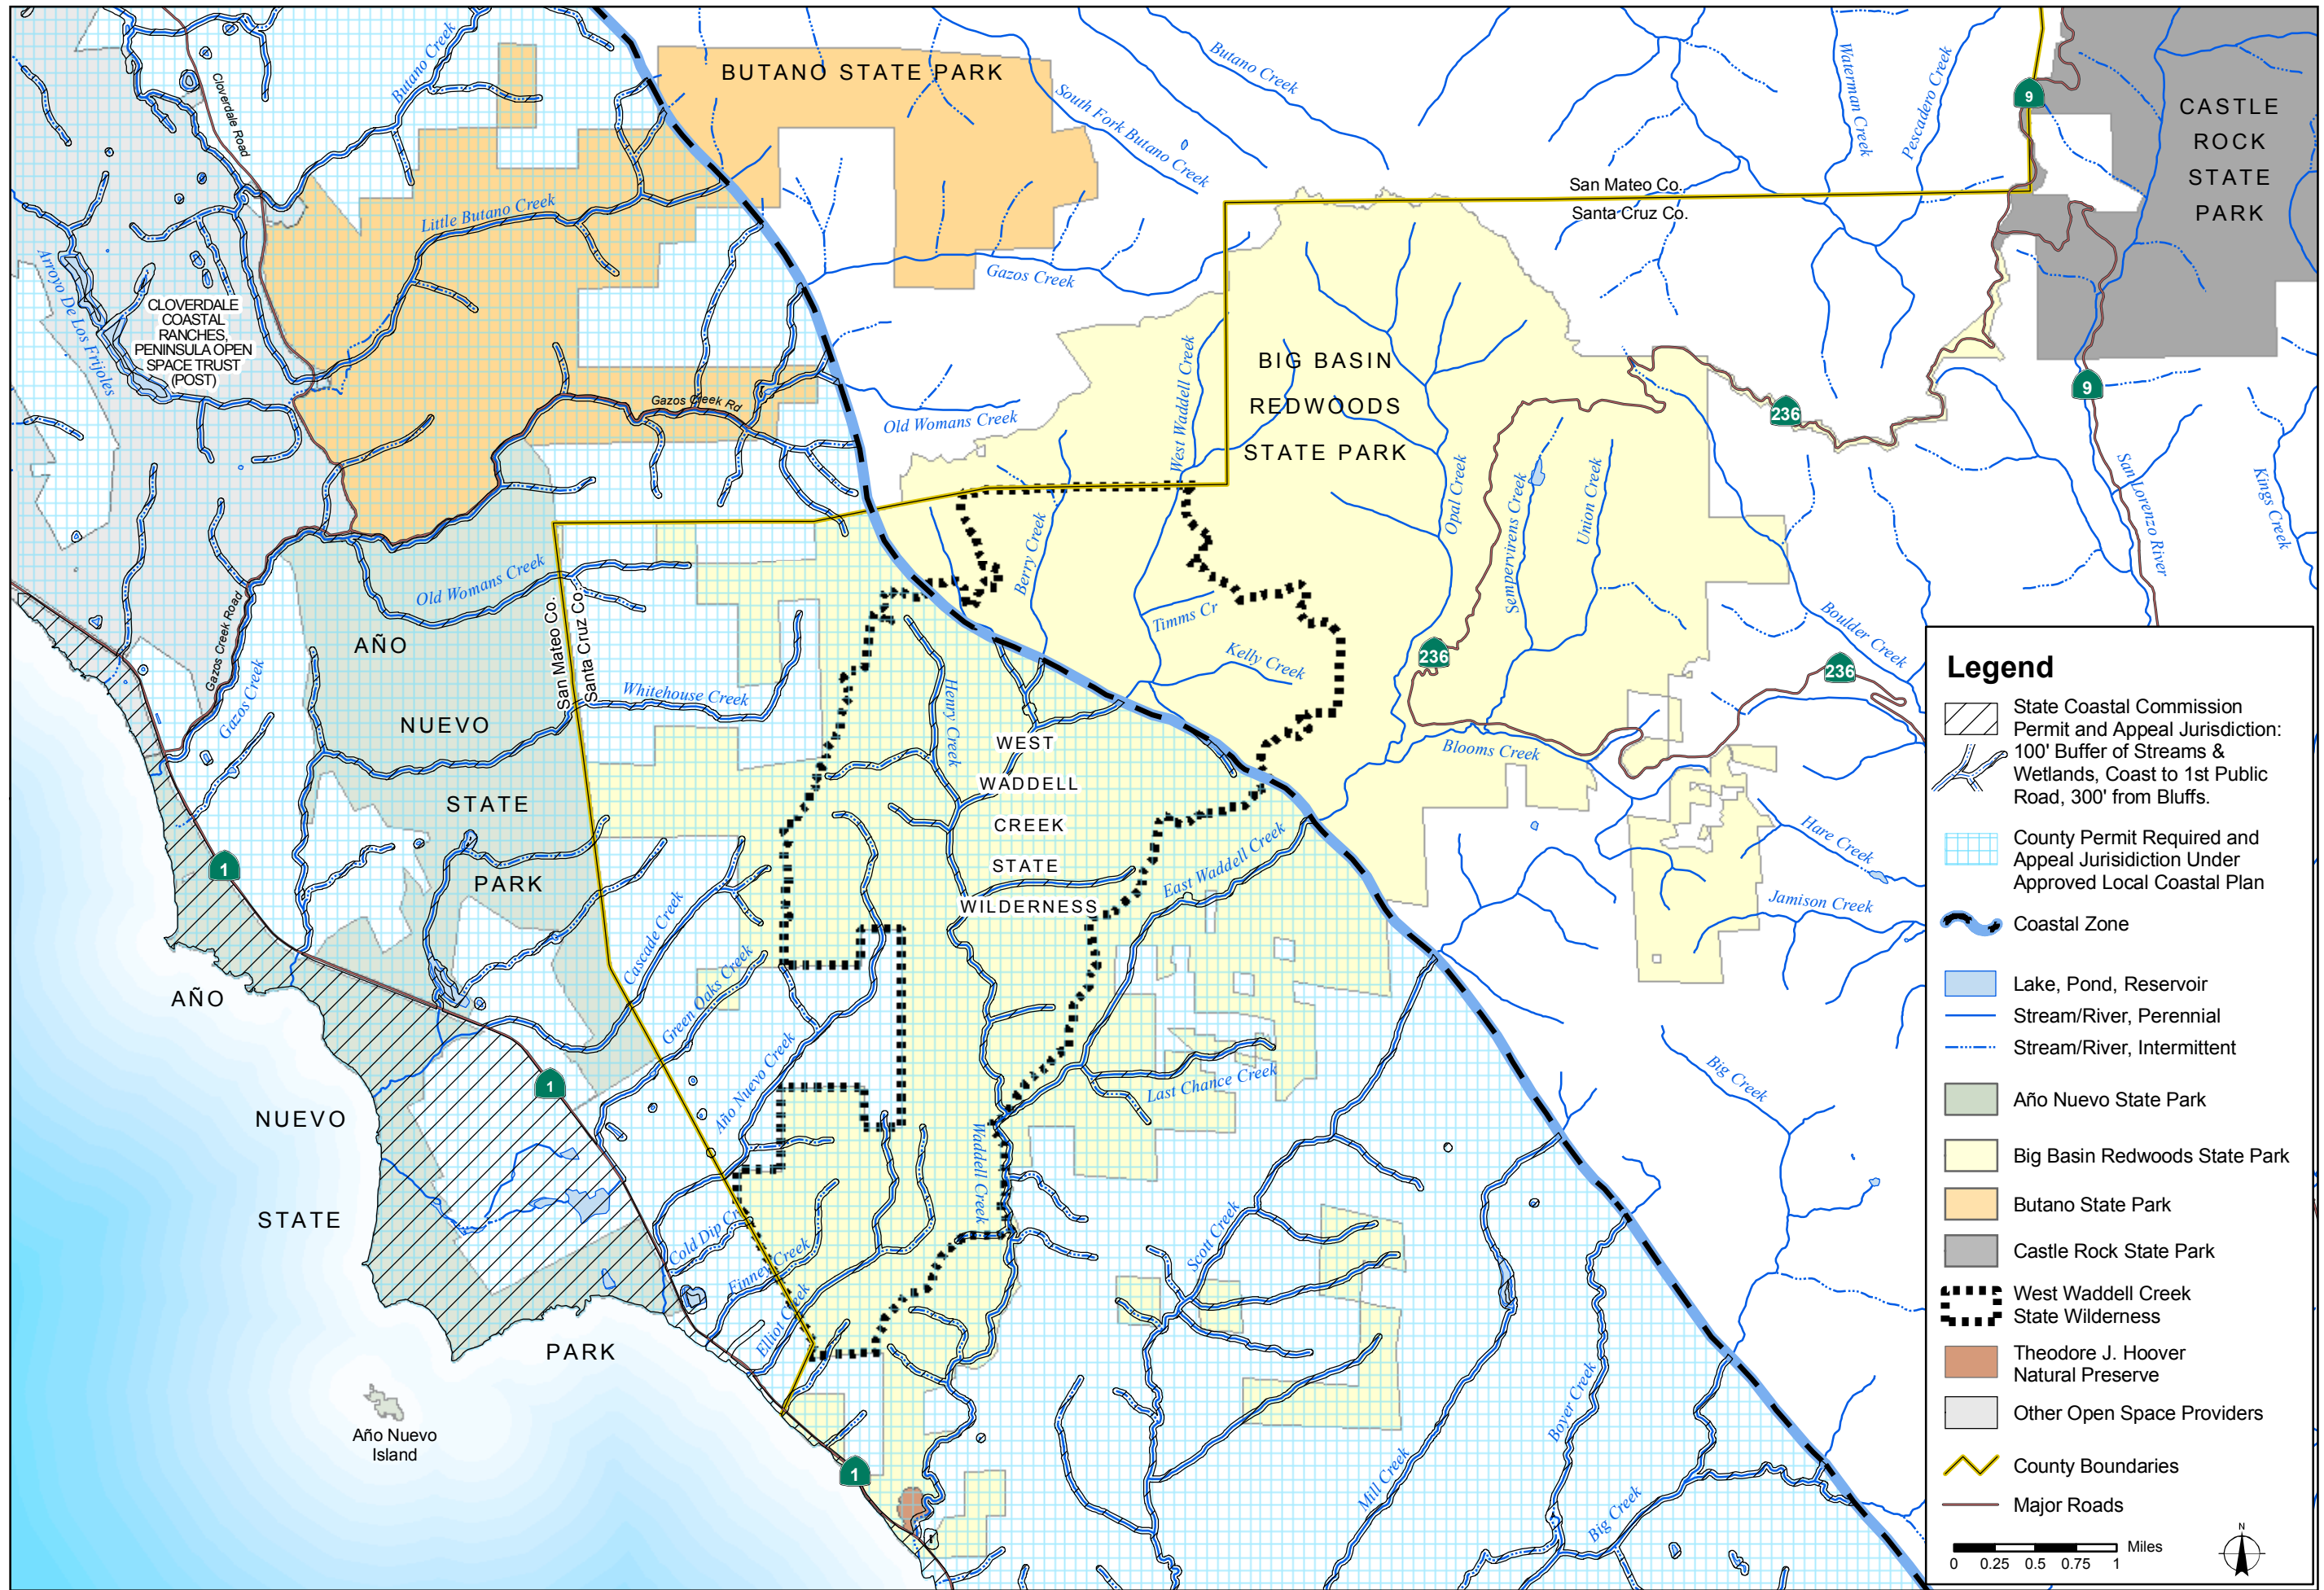 BUTANO STATE PARK
Butano Creek
Butano Creek
South Fork Butano Creek
Waterman Creek
Pescadero Creek
9
CASTLE
ROCK
STATE
PARK
Cloverdale Road
Little Butano Creek
San Mateo Co.
Santa Cruz Co.
Arroyo De Los Frijoles
CLOVERDALE
COASTAL
RANCHES,
PENINSULA OPEN
SPACE TRUST
(POST)
Gazos Creek
Gazos Creek Rd
Old Womans Creek
West Waddell Creek
BIG BASIN
REDWOODS
STATE PARK
236
9
Opal Creek
Sempervirens Creek
Union Creek
San Lorenzo River
Kings Creek
Old Womans Creek
Berry Creek
Timms Cr
Kelly Creek
Boulder Creek
Gazos Creek Road
Gazos Creek
San Mateo Co.
Santa Cruz Co.
AÑO
NUEVO
STATE
PARK
Whitehouse Creek
Henry Creek
236
236
Blooms Creek
WEST
WADDELL
CREEK
STATE
WILDERNESS
East Waddell Creek
Hare Creek
Jamison Creek
1
Cascade Creek
Green Oaks Creek
Año Nuevo Creek
Last Chance Creek
Big Creek
1
AÑO
NUEVO
STATE
PARK
Waddell Creek
Cold Dip Cr
Finney Creek
Elliot Creek
Scott Creek
Año Nuevo
Island
1
Mill Creek
Boyer Creek
Big Creek
Legend
State Coastal Commission
Permit and Appeal Jurisdiction:
100' Buffer of Streams &
Wetlands, Coast to 1st Public
Road, 300' from Bluffs.
County Permit Required and
Appeal Jurisidiction Under
Approved Local Coastal Plan
Coastal Zone
Lake, Pond, Reservoir
Stream/River, Perennial
Stream/River, Intermittent
Año Nuevo State Park
Big Basin Redwoods State Park
Butano State Park
Castle Rock State Park
West Waddell Creek
State Wilderness
Theodore J. Hoover
Natural Preserve
Other Open Space Providers
County Boundaries
Major Roads
Miles
0 0.25 0.5 0.75 1
N